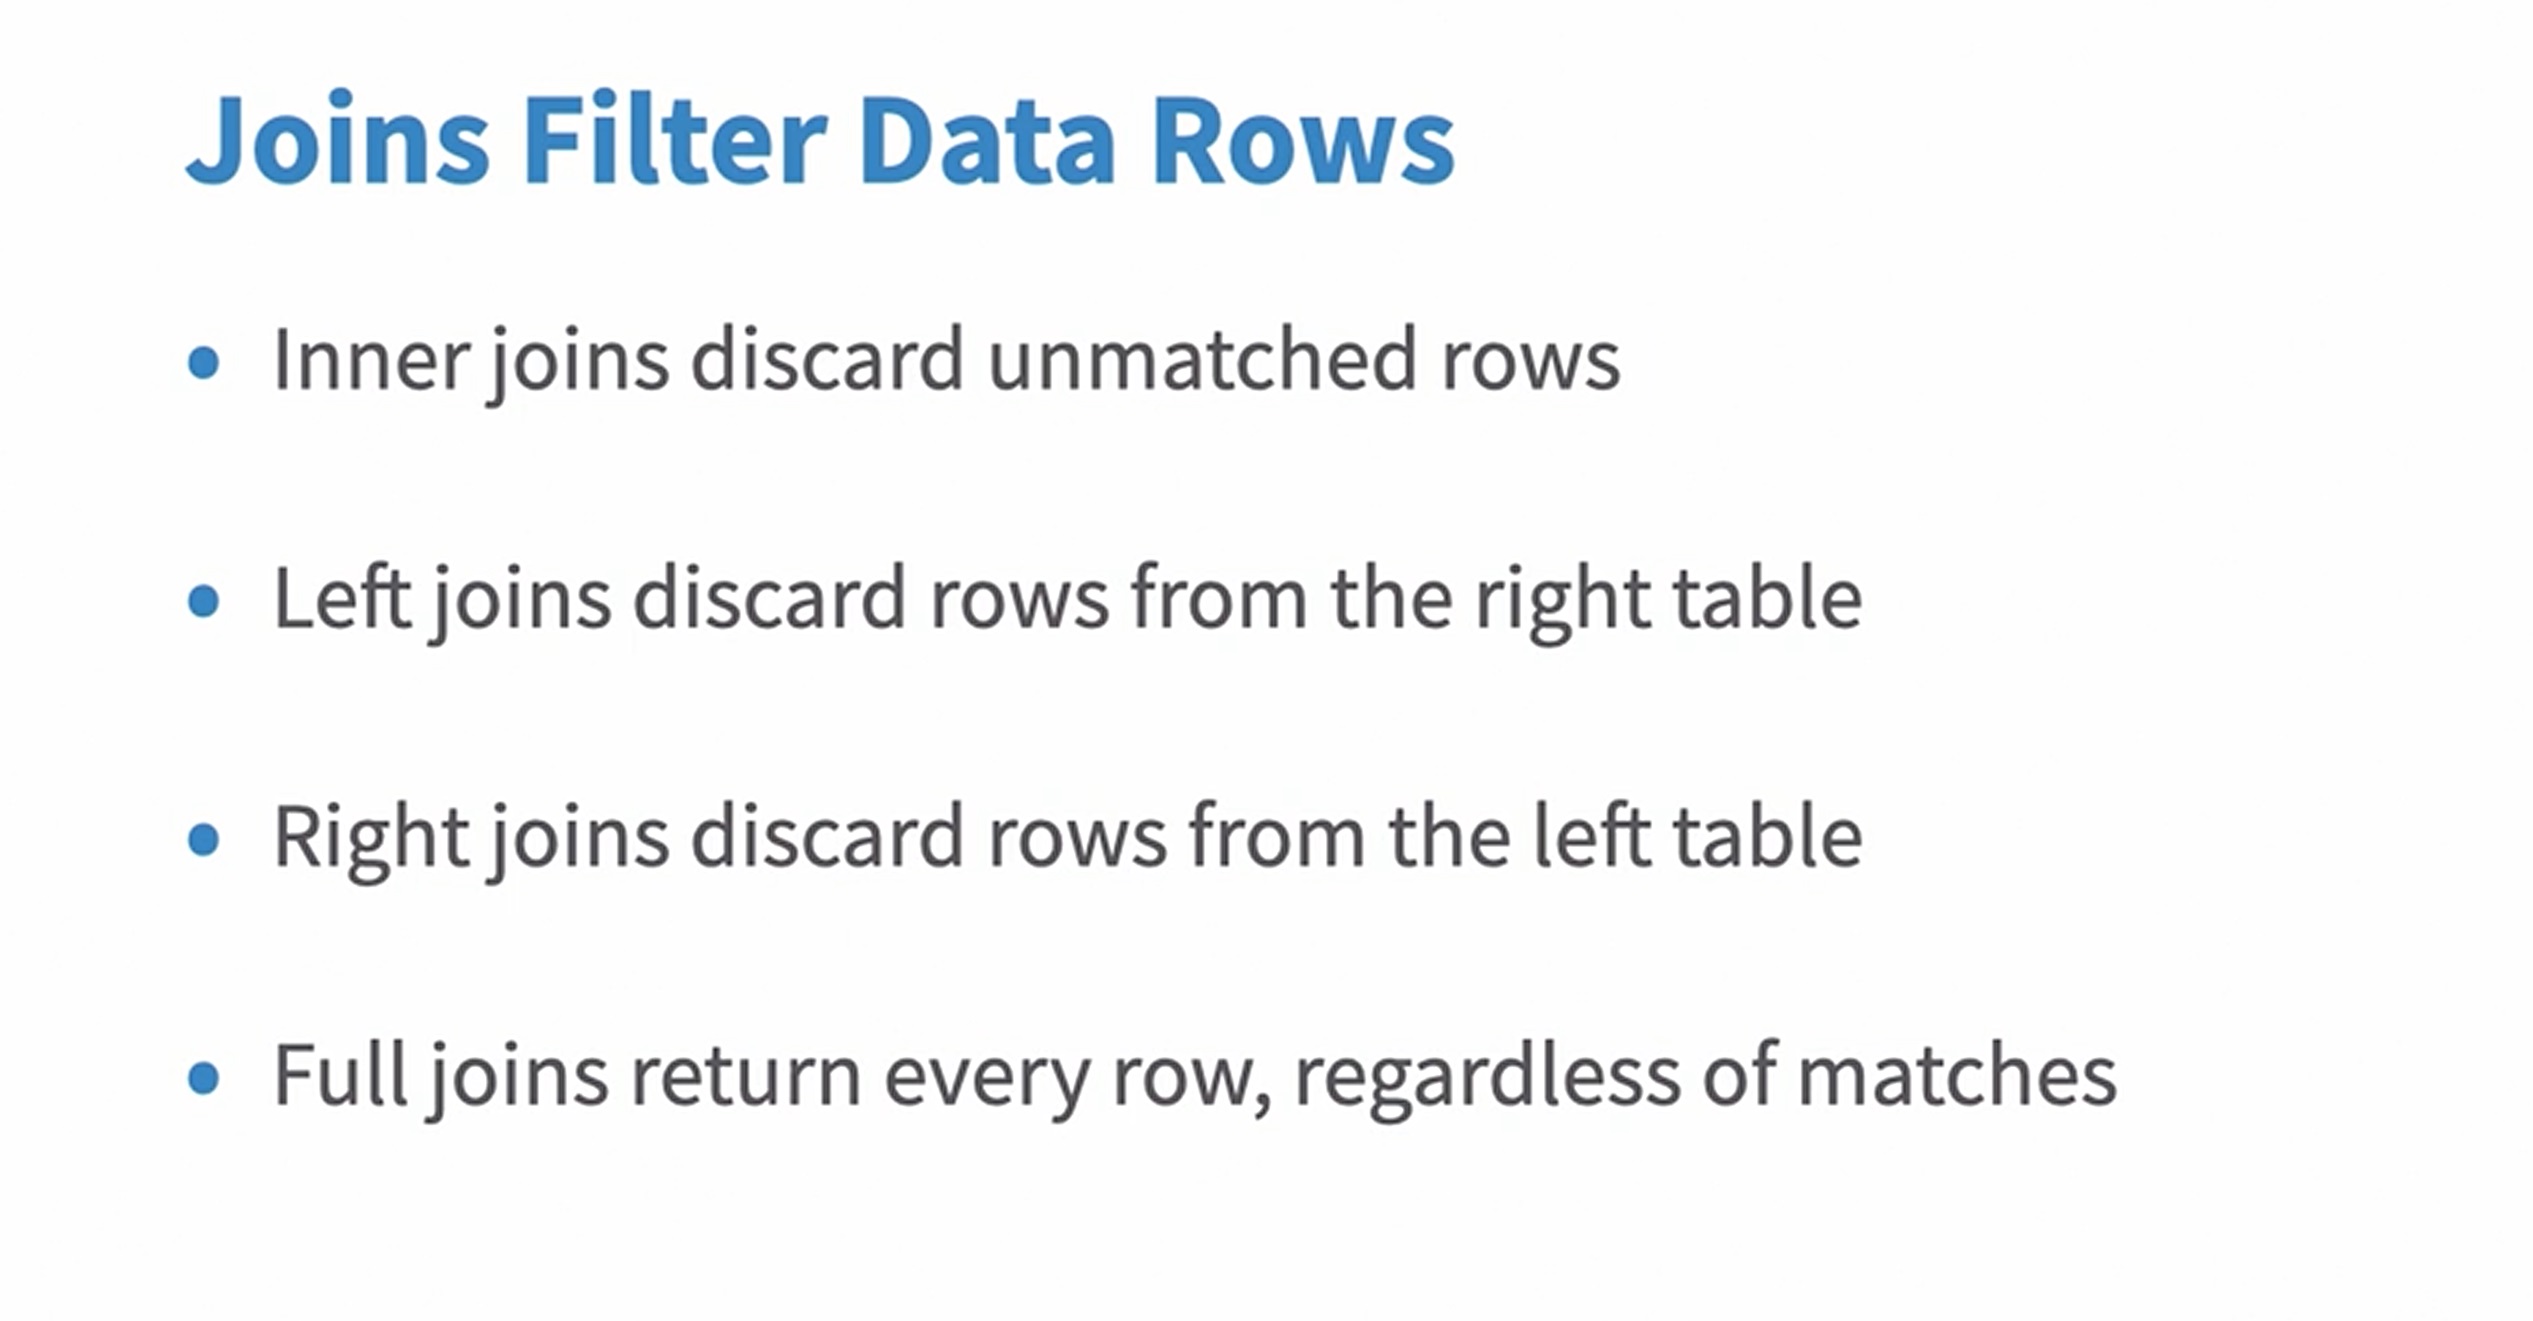 Joins Filter Data Rows
• Inner joins discard unmatched rows
• Left joins discard rows from the right table
• Right joins discard rows from the left table
• Full joins return every row, regardless of matches